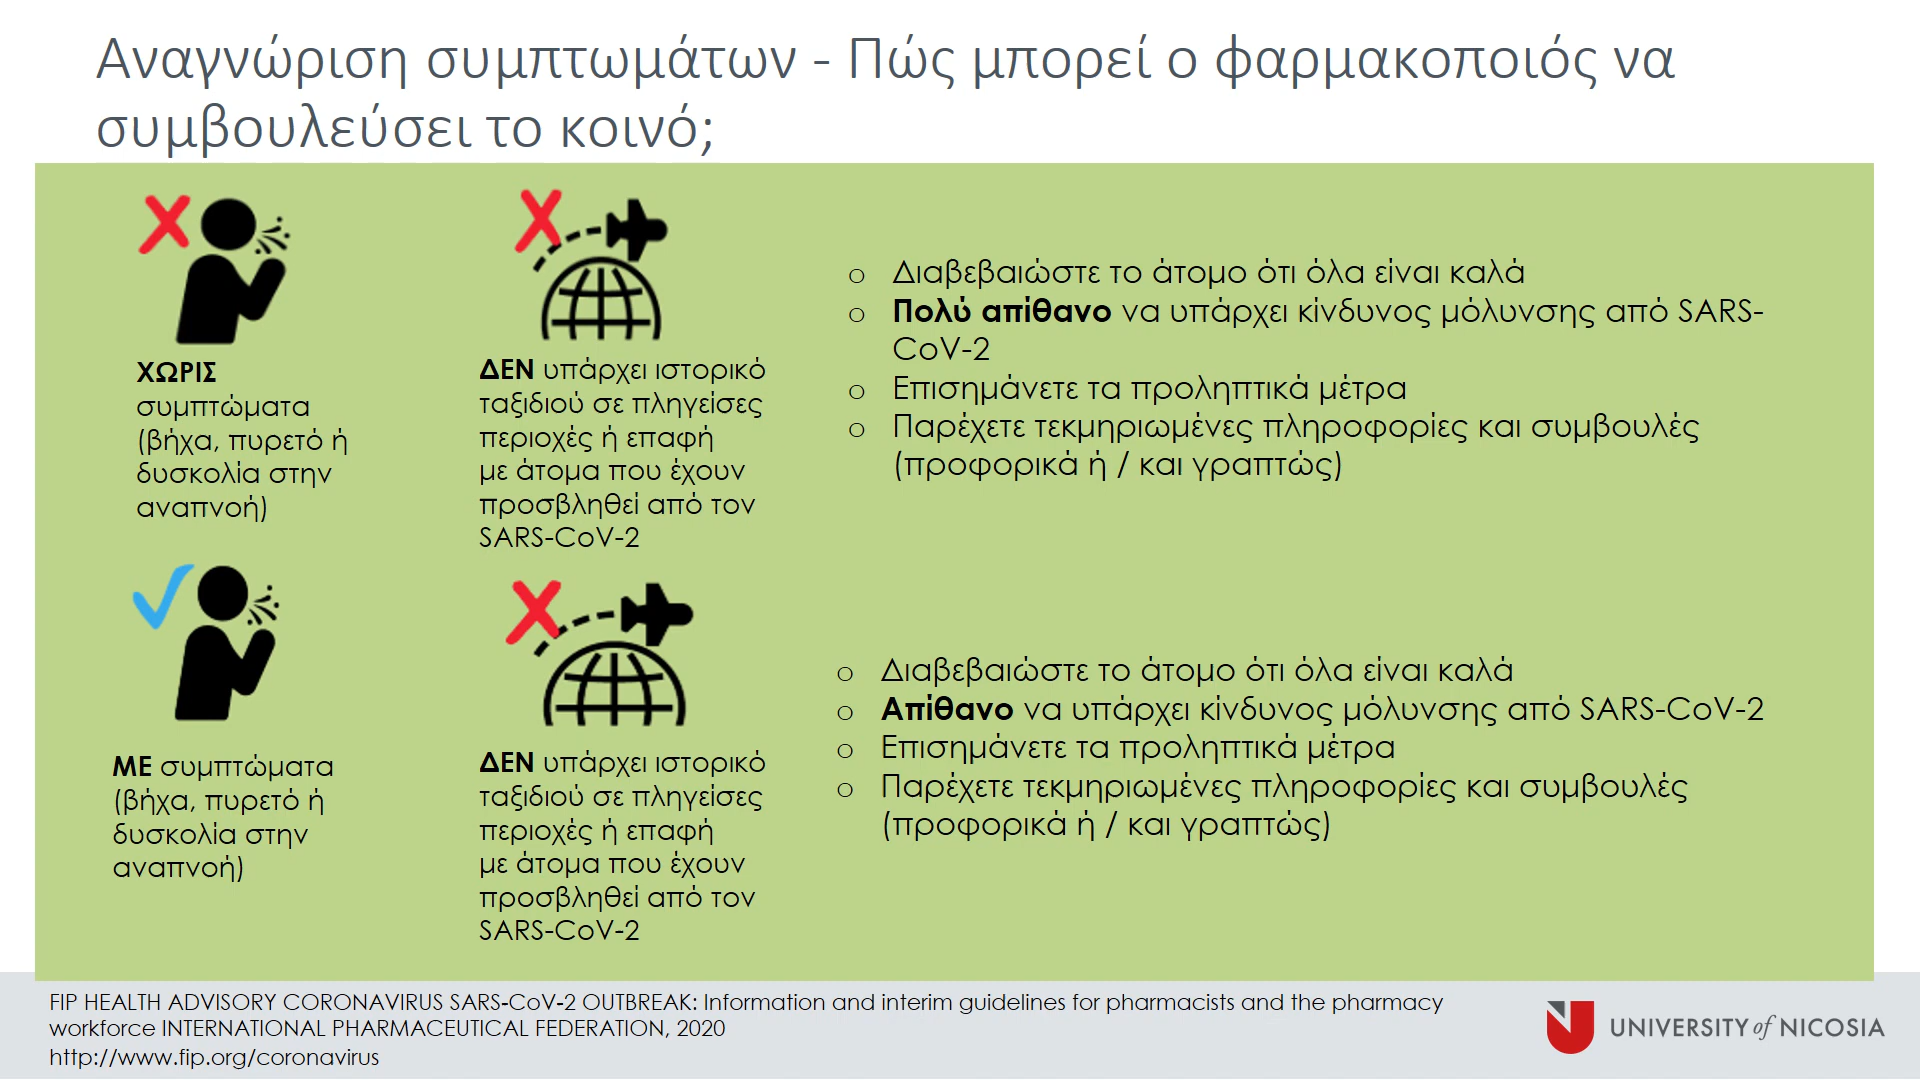 Αναγνώριση συμπτωμάτων - Πώς μπορεί ο φαρμακοποιός να
συμβουλεύσει το κοινό;
ΧΩΡΙΣ
συμπτώματα
(βήχα, πυρετό ή
δυσκολία στην
αναπνοή)
ΔΕΝ υπάρχει ιστορικό
ταξιδιού σε πληγείσες
περιοχές ή επαφή
με άτομα που έχουν
προσβληθεί από τον
SARS-CoV-2
o Διαβεβαιώστε το άτομο ότι όλα είναι καλά
o Πολύ απίθανο να υπάρχει κίνδυνος μόλυνσης από SARS-
CoV-2
o Επισημάνετε τα προληπτικά μέτρα
o Παρέχετε τεκμηριωμένες πληροφορίες και συμβουλές
(προφορικά ή / και γραπτώς)
ΜΕ συμπτώματα
(βήχα, πυρετό ή
δυσκολία στην
αναπνοή)
ΔΕΝ υπάρχει ιστορικό
ταξιδιού σε πληγείσες
περιοχές ή επαφή
με άτομα που έχουν
προσβληθεί από τον
SARS-CoV-2
o Διαβεβαιώστε το άτομο ότι όλα είναι καλά
o Απίθανο να υπάρχει κίνδυνος μόλυνσης από SARS-CoV-2
o Επισημάνετε τα προληπτικά μέτρα
o Παρέχετε τεκμηριωμένες πληροφορίες και συμβουλές
(προφορικά ή / και γραπτώς)
FIP HEALTH ADVISORY CORONAVIRUS SARS-CoV-2 OUTBREAK: Information and interim guidelines for pharmacists and the pharmacy
workforce INTERNATIONAL PHARMACEUTICAL FEDERATION, 2020
http://www.fip.org/coronavirus
UNIVERSITY of NICOSIA